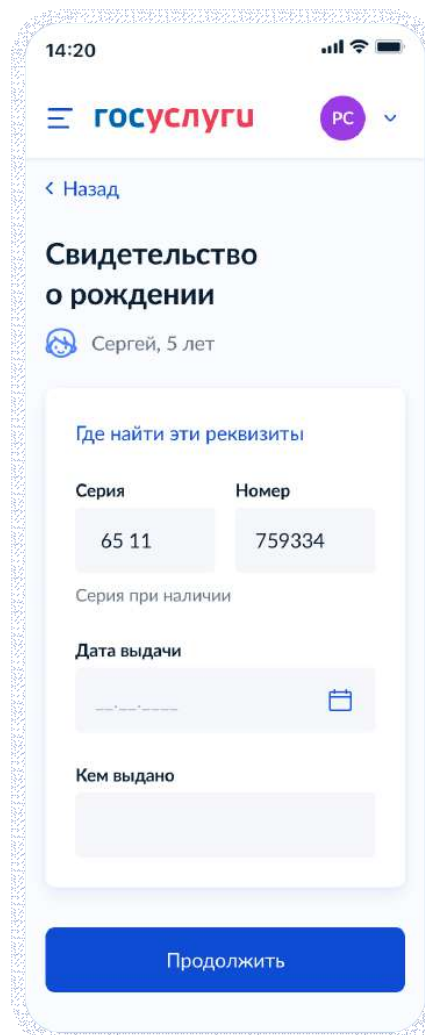 14:20
госуслуги
РС
Назад
Свидетельство
о рождении
Сергей, 5 лет
Где найти эти реквизиты
Серия Номер
65 11 759334
Серия при наличии
Дата выдачи
__.__.____
Кем выдано
Продолжить